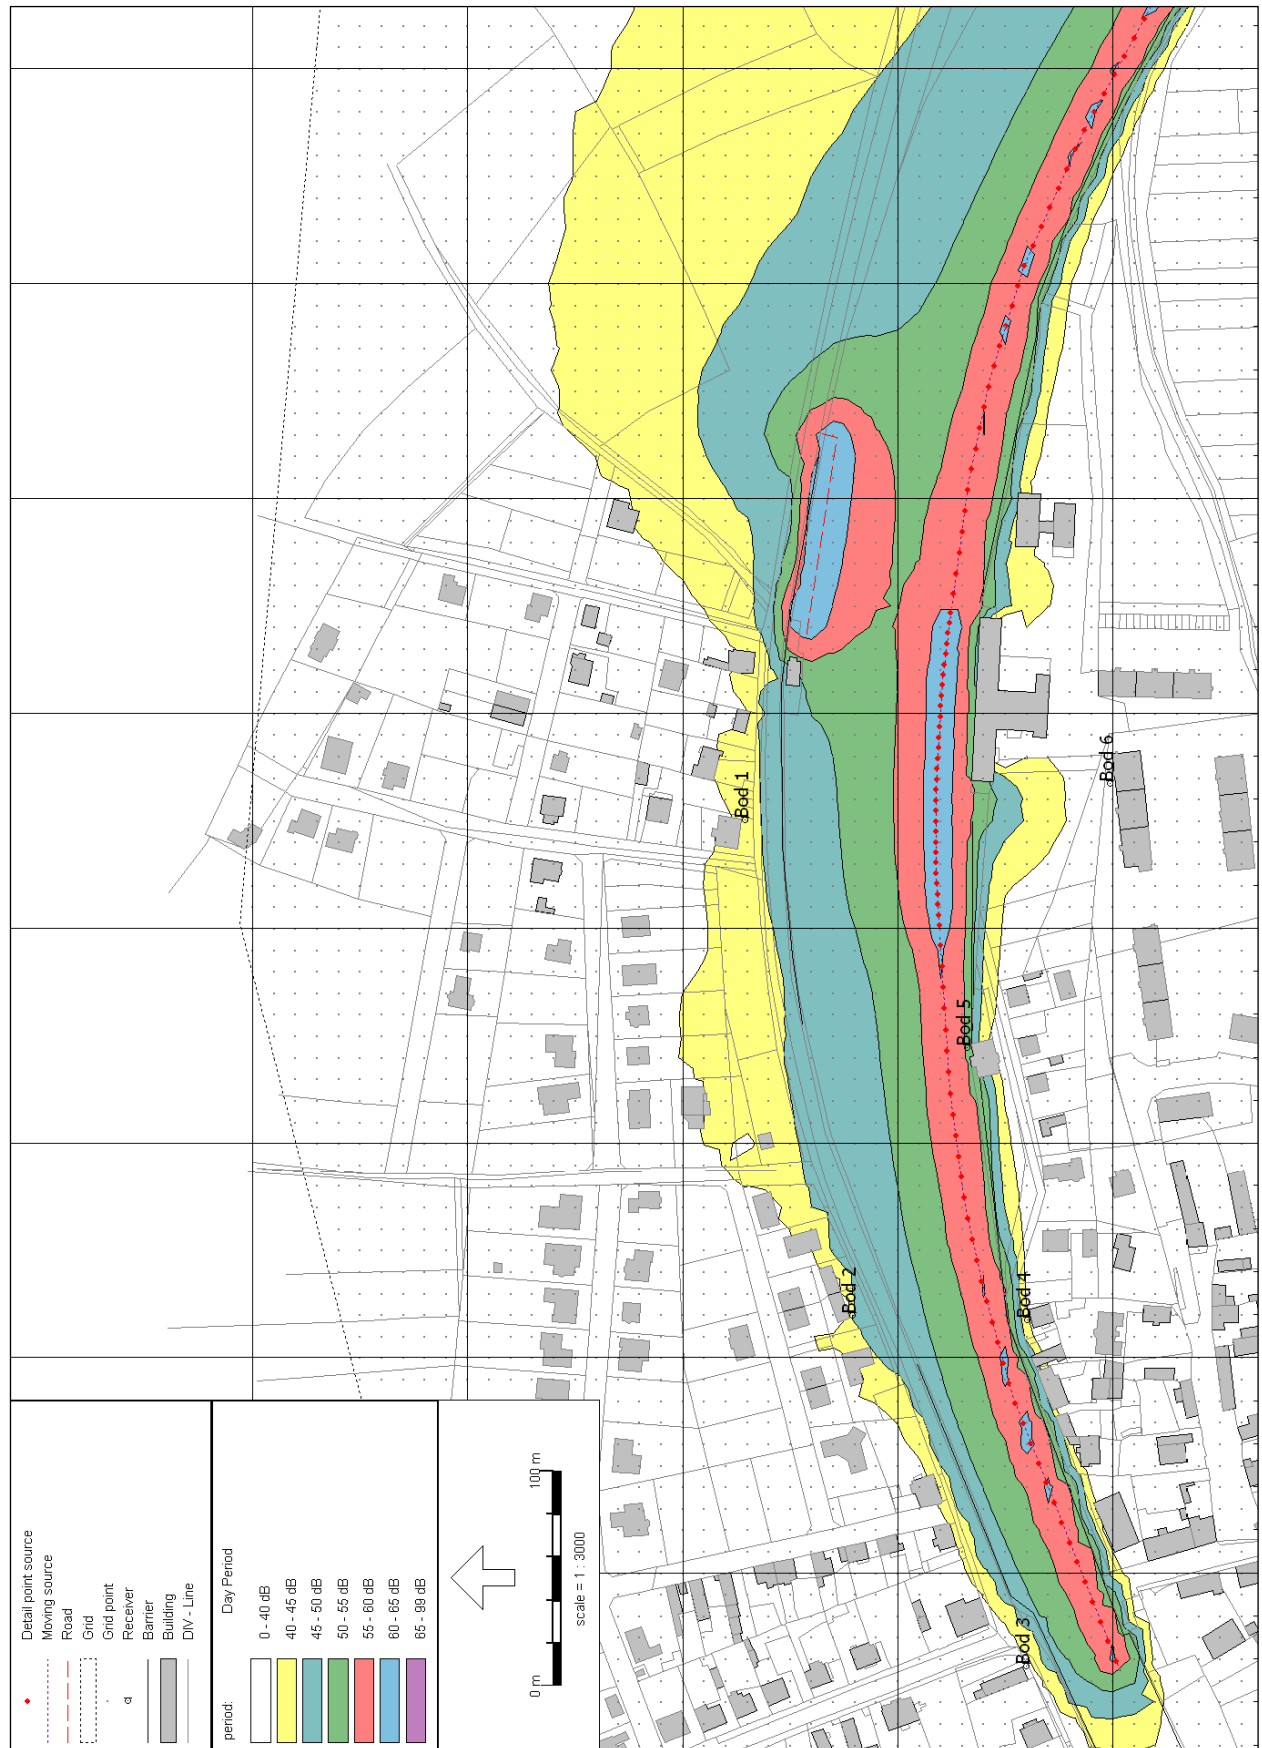 Detail point source
Moving source
Road
Grid
Grid point
Receiver
Barrier
Building
DIV - Line
period:
Day Period
0 - 40 dB
40 - 45 dB
45 - 50 dB
50 - 55 dB
55 - 60 dB
60 - 65 dB
65 - 99 dB
0 m
100 m
scale = 1 : 3000
Bod 3
Bod 2
Bod 4
Bod 5
Bod 1
Bod 6